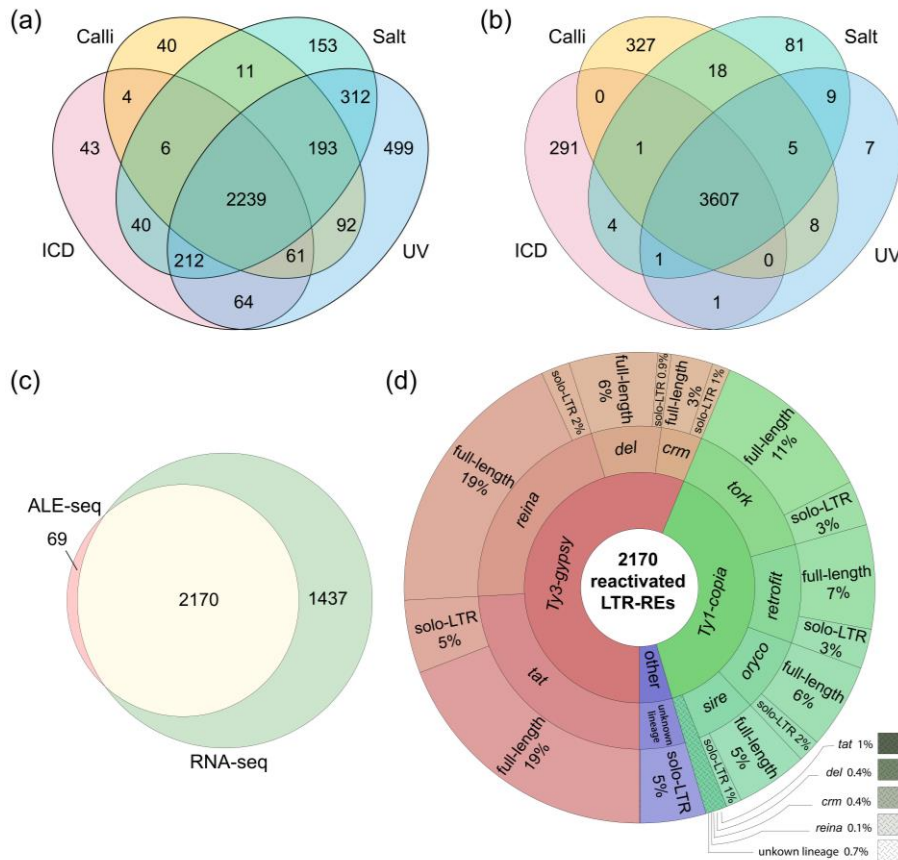 (a)
Calli
40
153
Salt
11
4
312
43
6
193
499
2239
40
92
ICD
212
61
UV
64
(b)
Calli
327
81
Salt
18
0
9
291
1
5
7
3607
4
8
ICD
1
0
UV
1
(c)
ALE-seq
69
2170
1437
RNA-seq
(d)
2170
reactivated
LTR-REs
Ty3-gypsy
Ty1-copia
other
reina
del
crm
tork
retrofit
oryco
sire
unknown
lineage
tat
full-length
19%
solo-LTR 2%
full-length
6%
solo-LTR 0.9%
full-length
3%
solo-LTR 1%
full-length
11%
solo-LTR
3%
full-length
7%
solo-LTR
3%
full-length
6%
solo-LTR 2%
full-length
5%
solo-LTR 1%
solo-LTR
5%
full-length
19%
solo-LTR
5%
tat 1%
del 0.4%
crm 0.4%
reina 0.1%
unkown lineage 0.7%